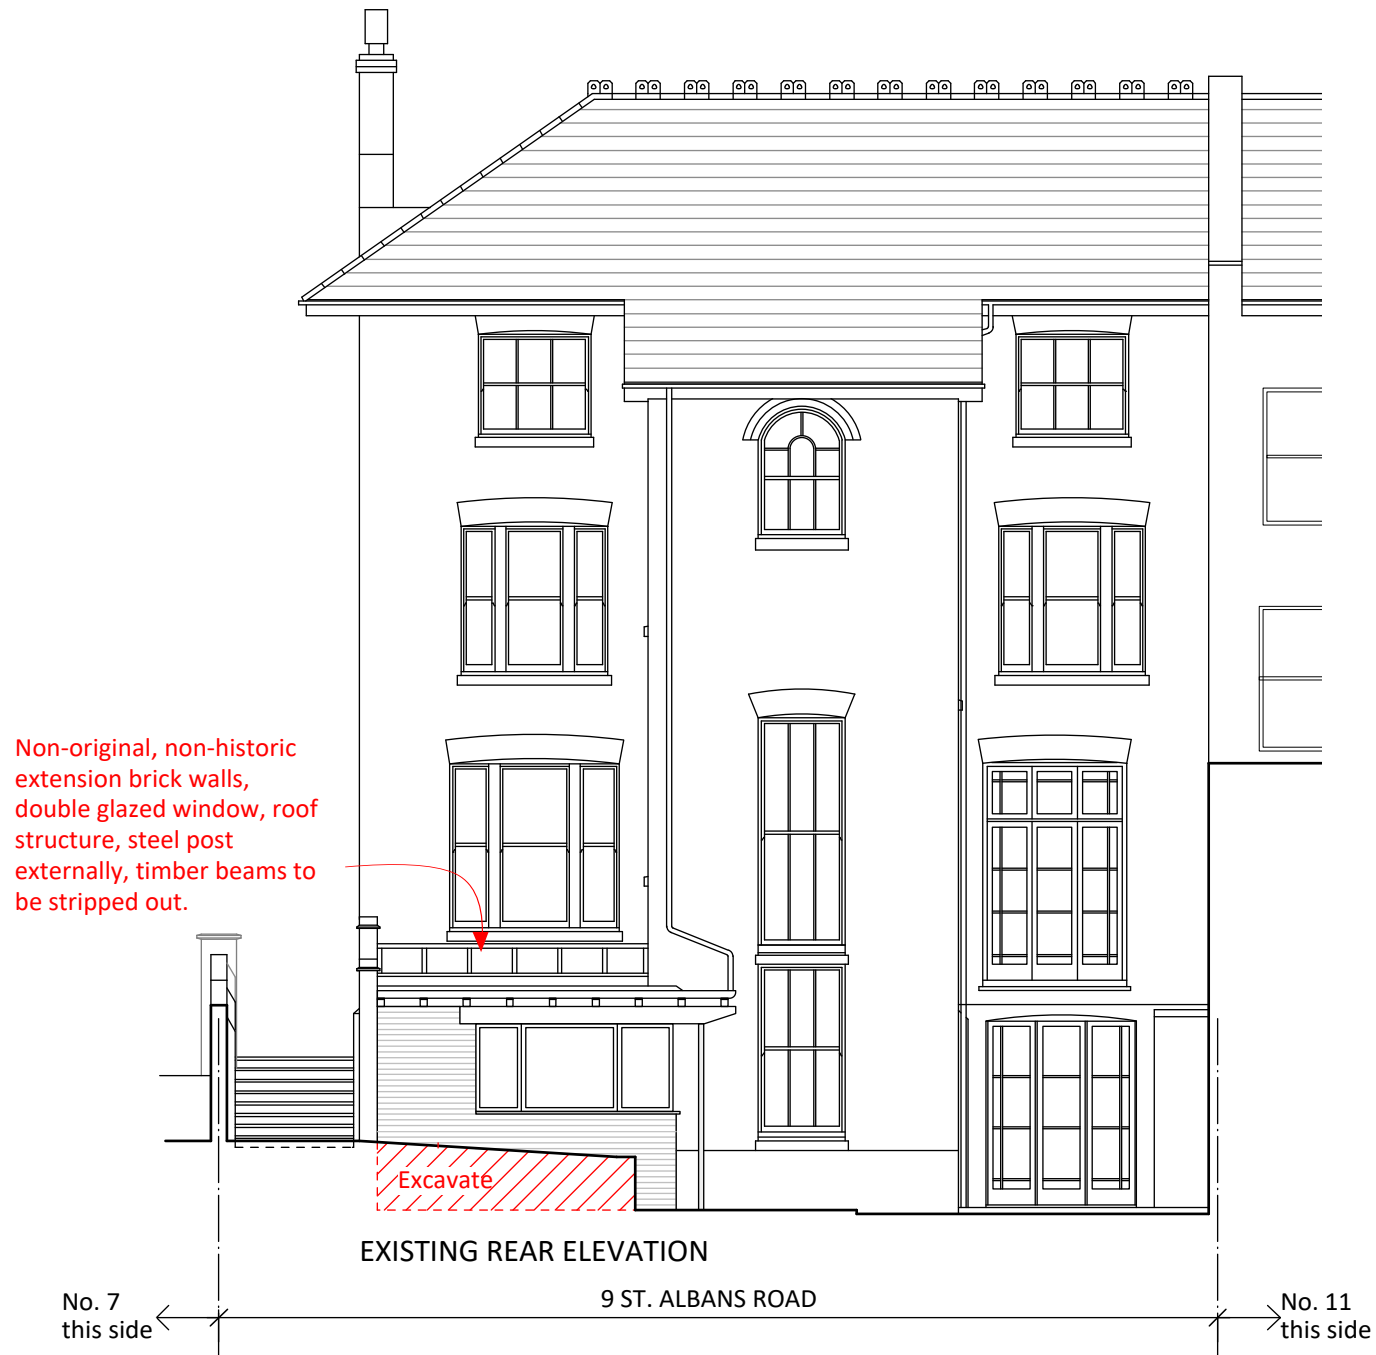 Non-original, non-historic
extension brick walls,
double glazed window, roof
structure, steel post
externally, timber beams to
be stripped out.
Excavate
EXISTING REAR ELEVATION
9 ST. ALBANS ROAD
No. 7
this side
No. 11
this side